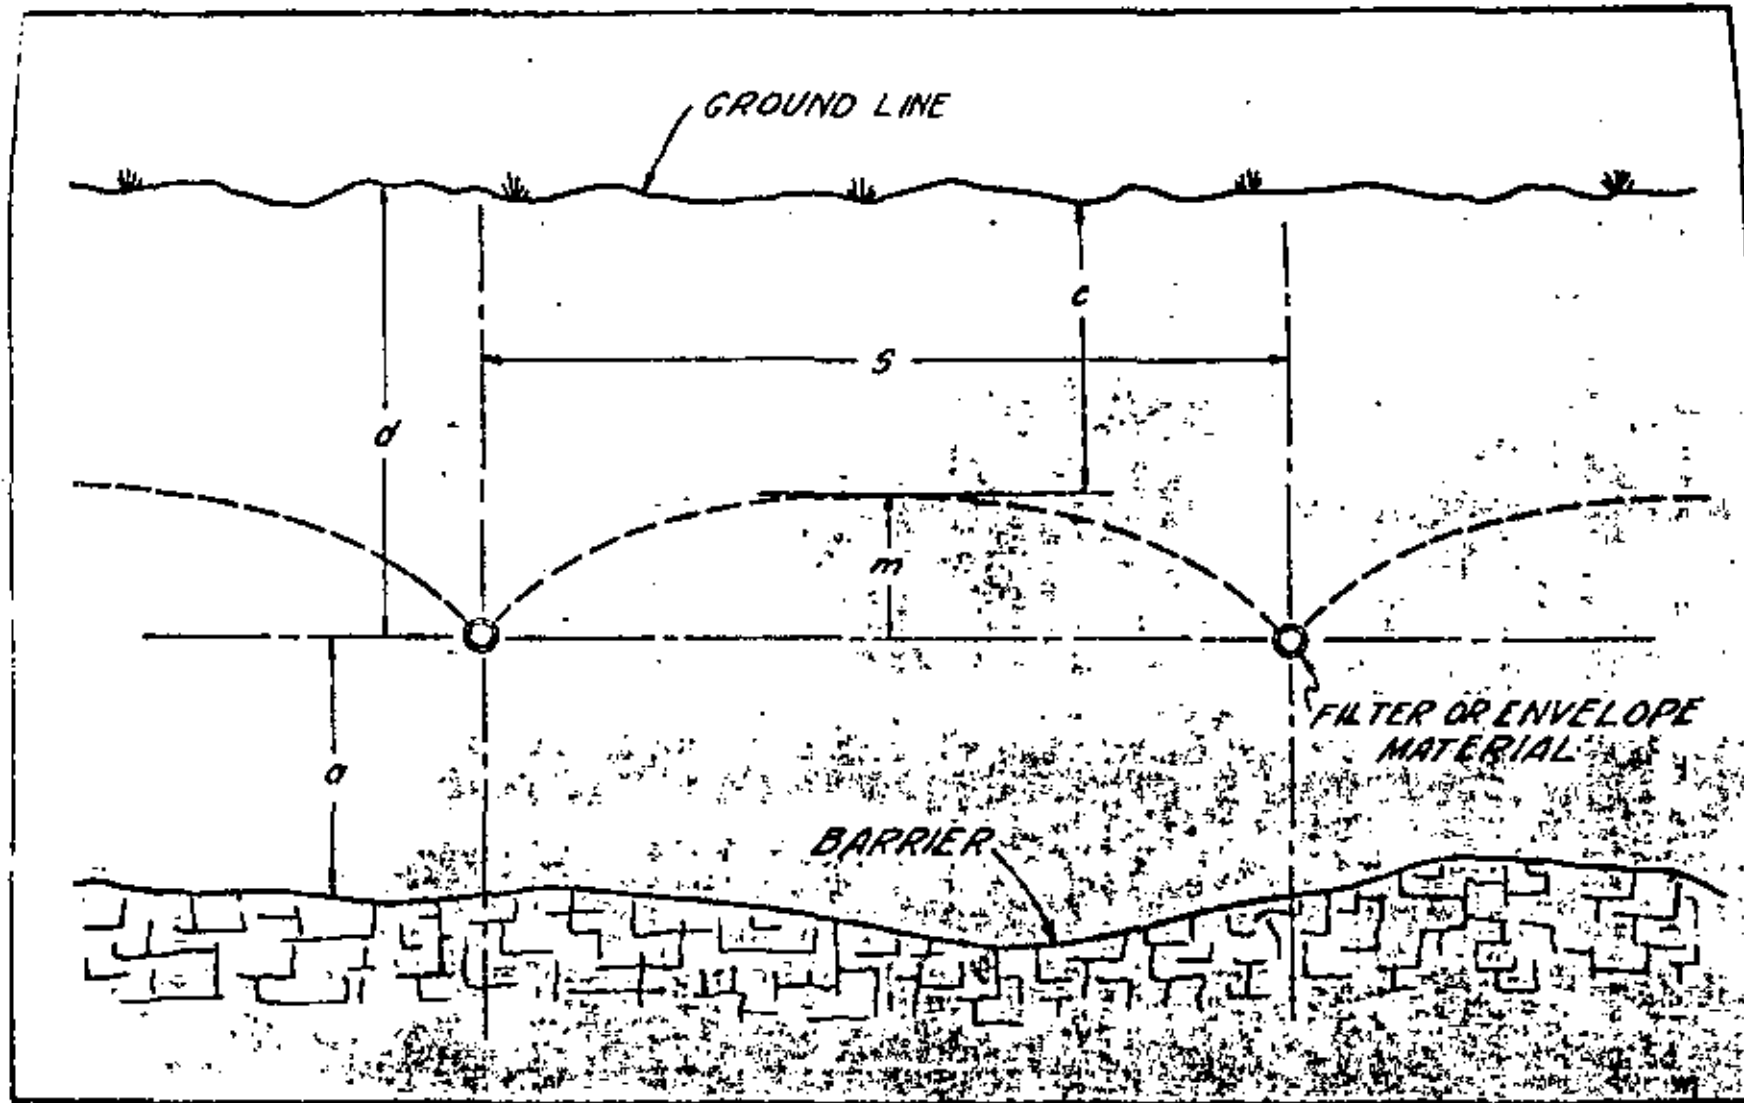 GROUND LINE
c
S
d
m
FILTER OR ENVELOPE
MATERIAL
a
BARRIER